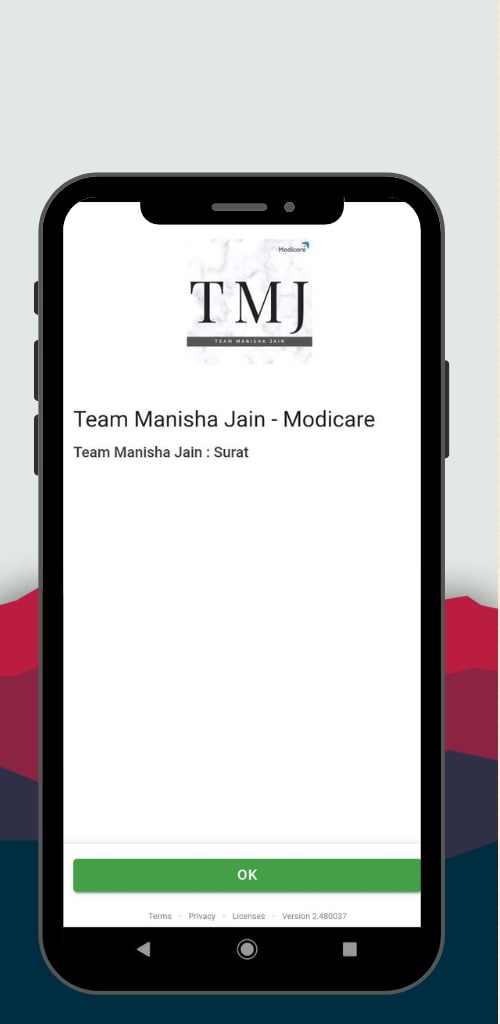 Modicare
TMJ
TEAM MANISHA JAIN
Team Manisha Jain - Modicare
Team Manisha Jain : Surat
OK
Terms · Privacy · Licenses · Version 2.480037